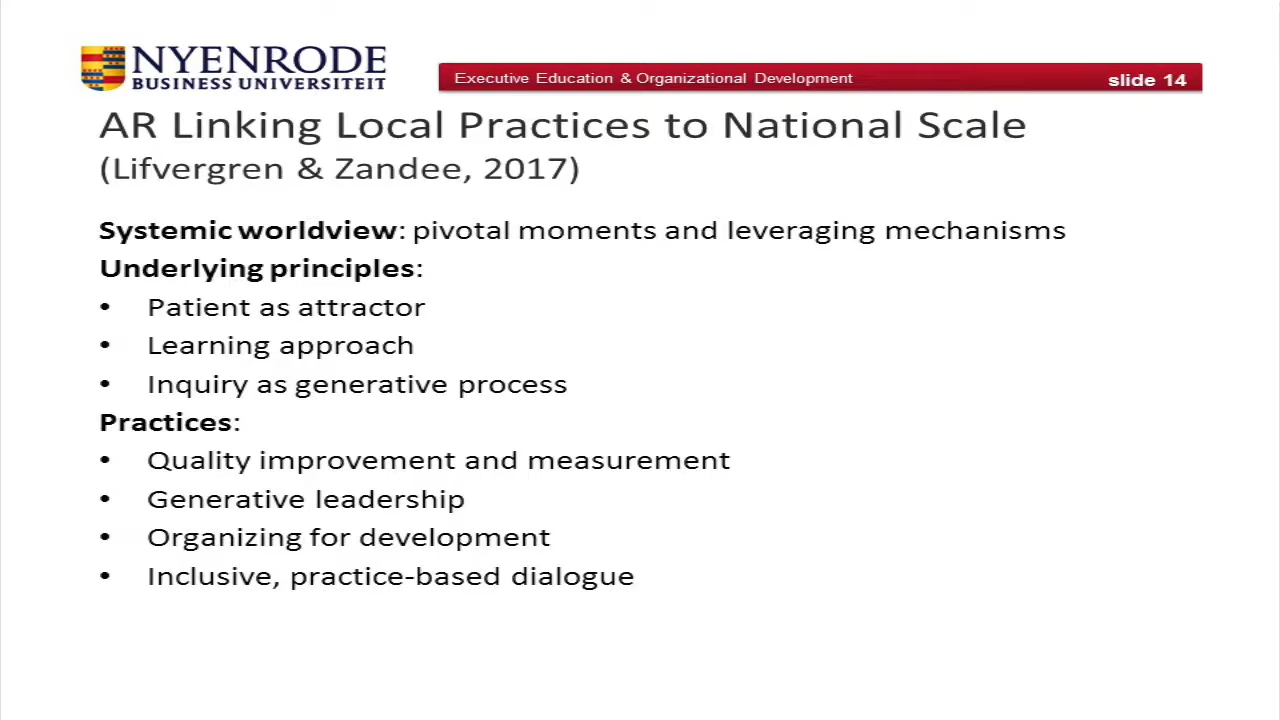 NYENRODE
BUSINESS UNIVERSITEIT
Executive Education & Organizational Development
slide 14
AR Linking Local Practices to National Scale
(Lifvergren & Zandee, 2017)
Systemic worldview: pivotal moments and leveraging mechanisms
Underlying principles:
• Patient as attractor
• Learning approach
• Inquiry as generative process
Practices:
• Quality improvement and measurement
• Generative leadership
• Organizing for development
• Inclusive, practice-based dialogue